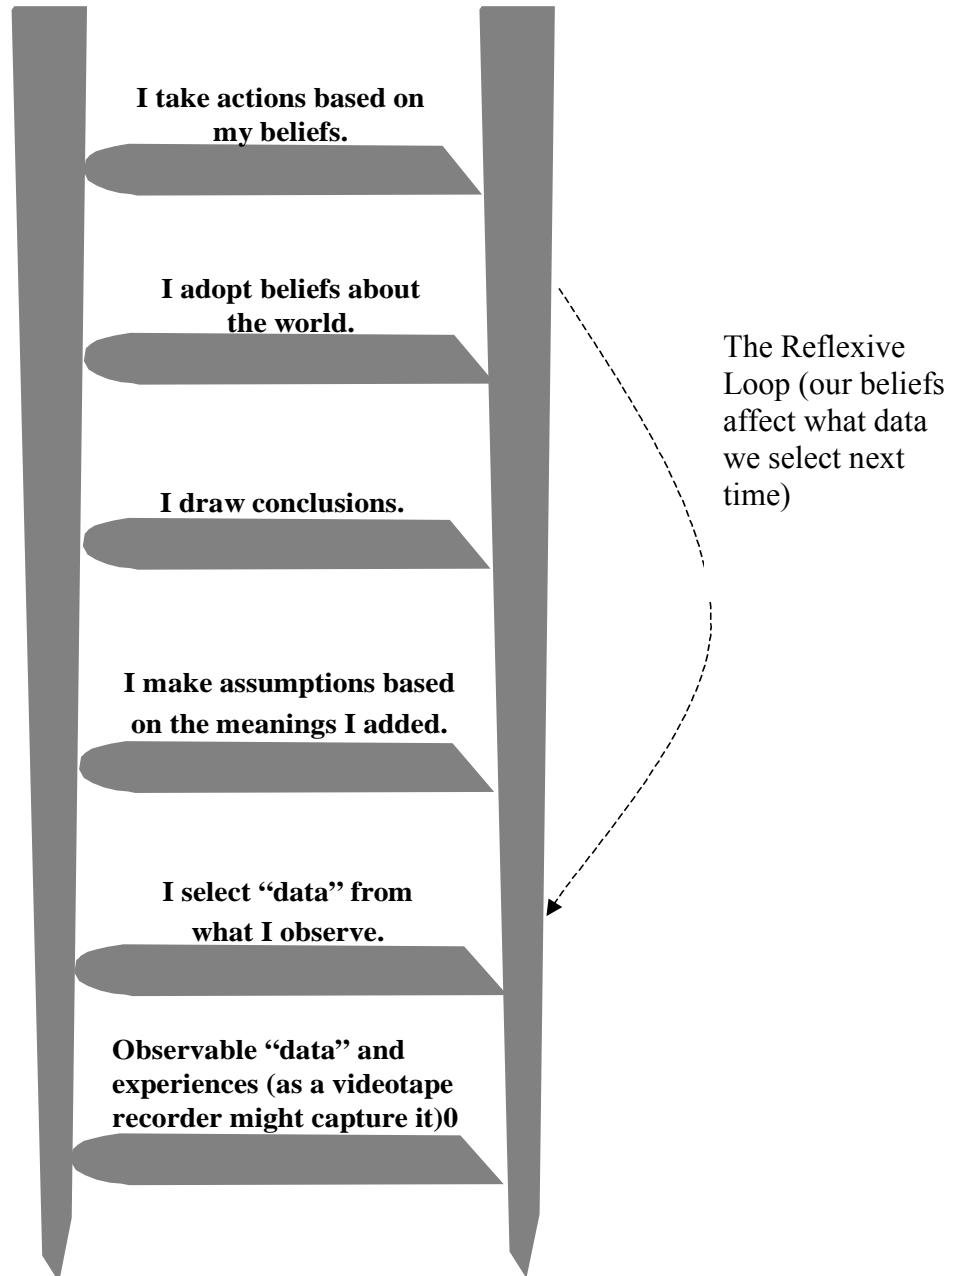 I take actions based on
my beliefs.
I adopt beliefs about
the world.
The Reflexive
Loop (our beliefs
affect what data
we select next
time)
I draw conclusions.
I make assumptions based
on the meanings I added.
I select “data” from
what I observe.
Observable “data” and
experiences (as a videotape
recorder might capture it)0